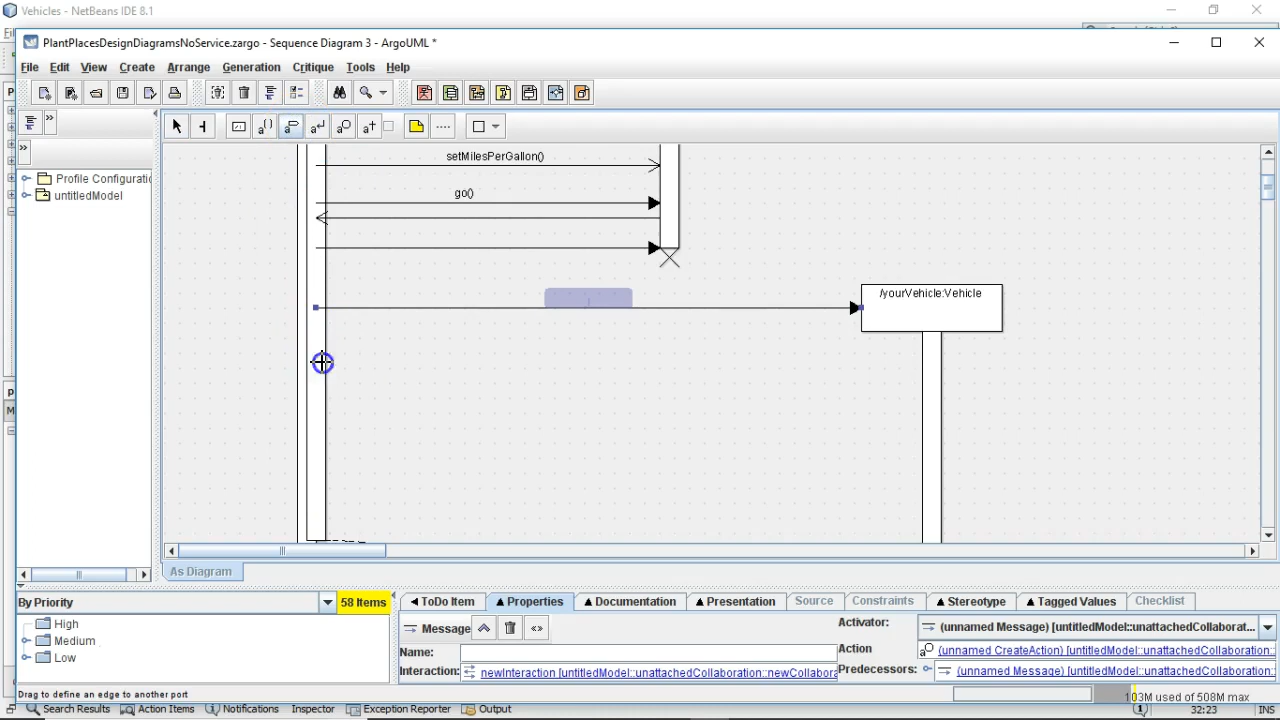 Vehicles - NetBeans IDE 8.1
PlantPlacesDesignDiagramsNoService.zargo - Sequence Diagram 3 - ArgoUML *
File Edit View Create Arrange Generation Critique Tools Help
Profile Configuratio
untitledModel
setMilesPerGallon()
go()
/yourVehicle:Vehicle
As Diagram
By Priority
58 Items
High
Medium
Low
ToDo Item
Properties
Documentation
Presentation
Source
Constraints
Stereotype
Tagged Values
Checklist
Message
Name:
Interaction:
newInteraction [untitledModel::unattachedCollaboration::newCollabora
Activator:
(unnamed Message) [untitledModel::unattachedCollaborat...
Action
(unnamed CreateAction) [untitledModel::unattachedCollaboration:
Predecessors:
(unnamed Message) [untitledModel::unattachedCollaboration:
Drag to define an edge to another port
used of 508M max
Search Results
Action Items
Notifications
Inspector
Exception Reporter
Output
32:23
INS